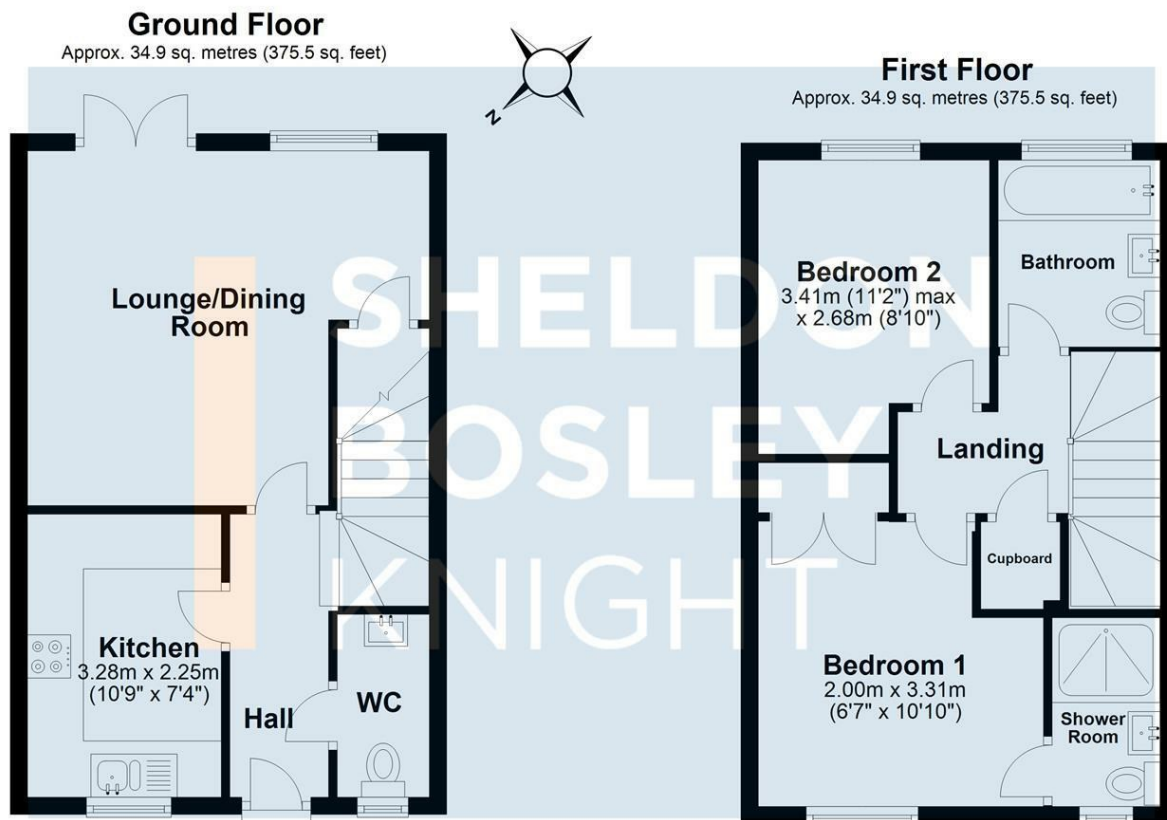 Ground Floor
Approx. 34.9 sq. metres (375.5 sq. feet)
N
First Floor
Approx. 34.9 sq. metres (375.5 sq. feet)
Lounge/Dining
Room
Kitchen
3.28m x 2.25m
(10'9" x 7'4")
Hall
WC
Bedroom 2
3.41m (11'2") max
x 2.68m (8'10")
Bathroom
Landing
Cupboard
Bedroom 1
2.00m x 3.31m
(6'7" x 10'10")
Shower
Room
SHELDON
BOSLEY
KNIGHT